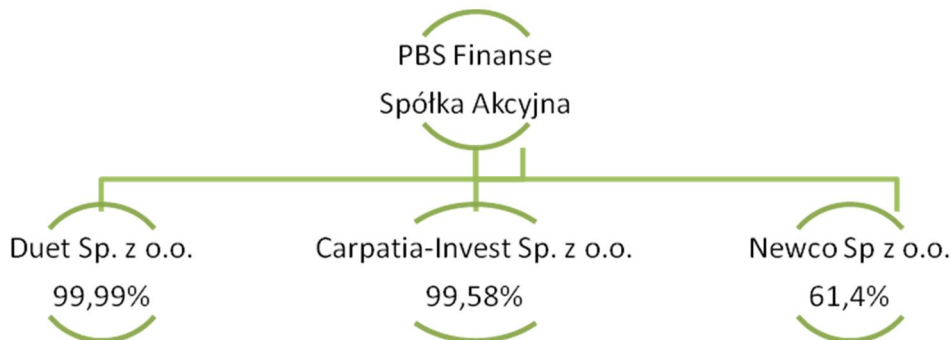 PBS Finanse
Spółka Akcyjna
Duet Sp. z o.o.
99,99%
Carpatia-Invest Sp. z o.o.
99,58%
Newco Sp z o.o.
61,4%